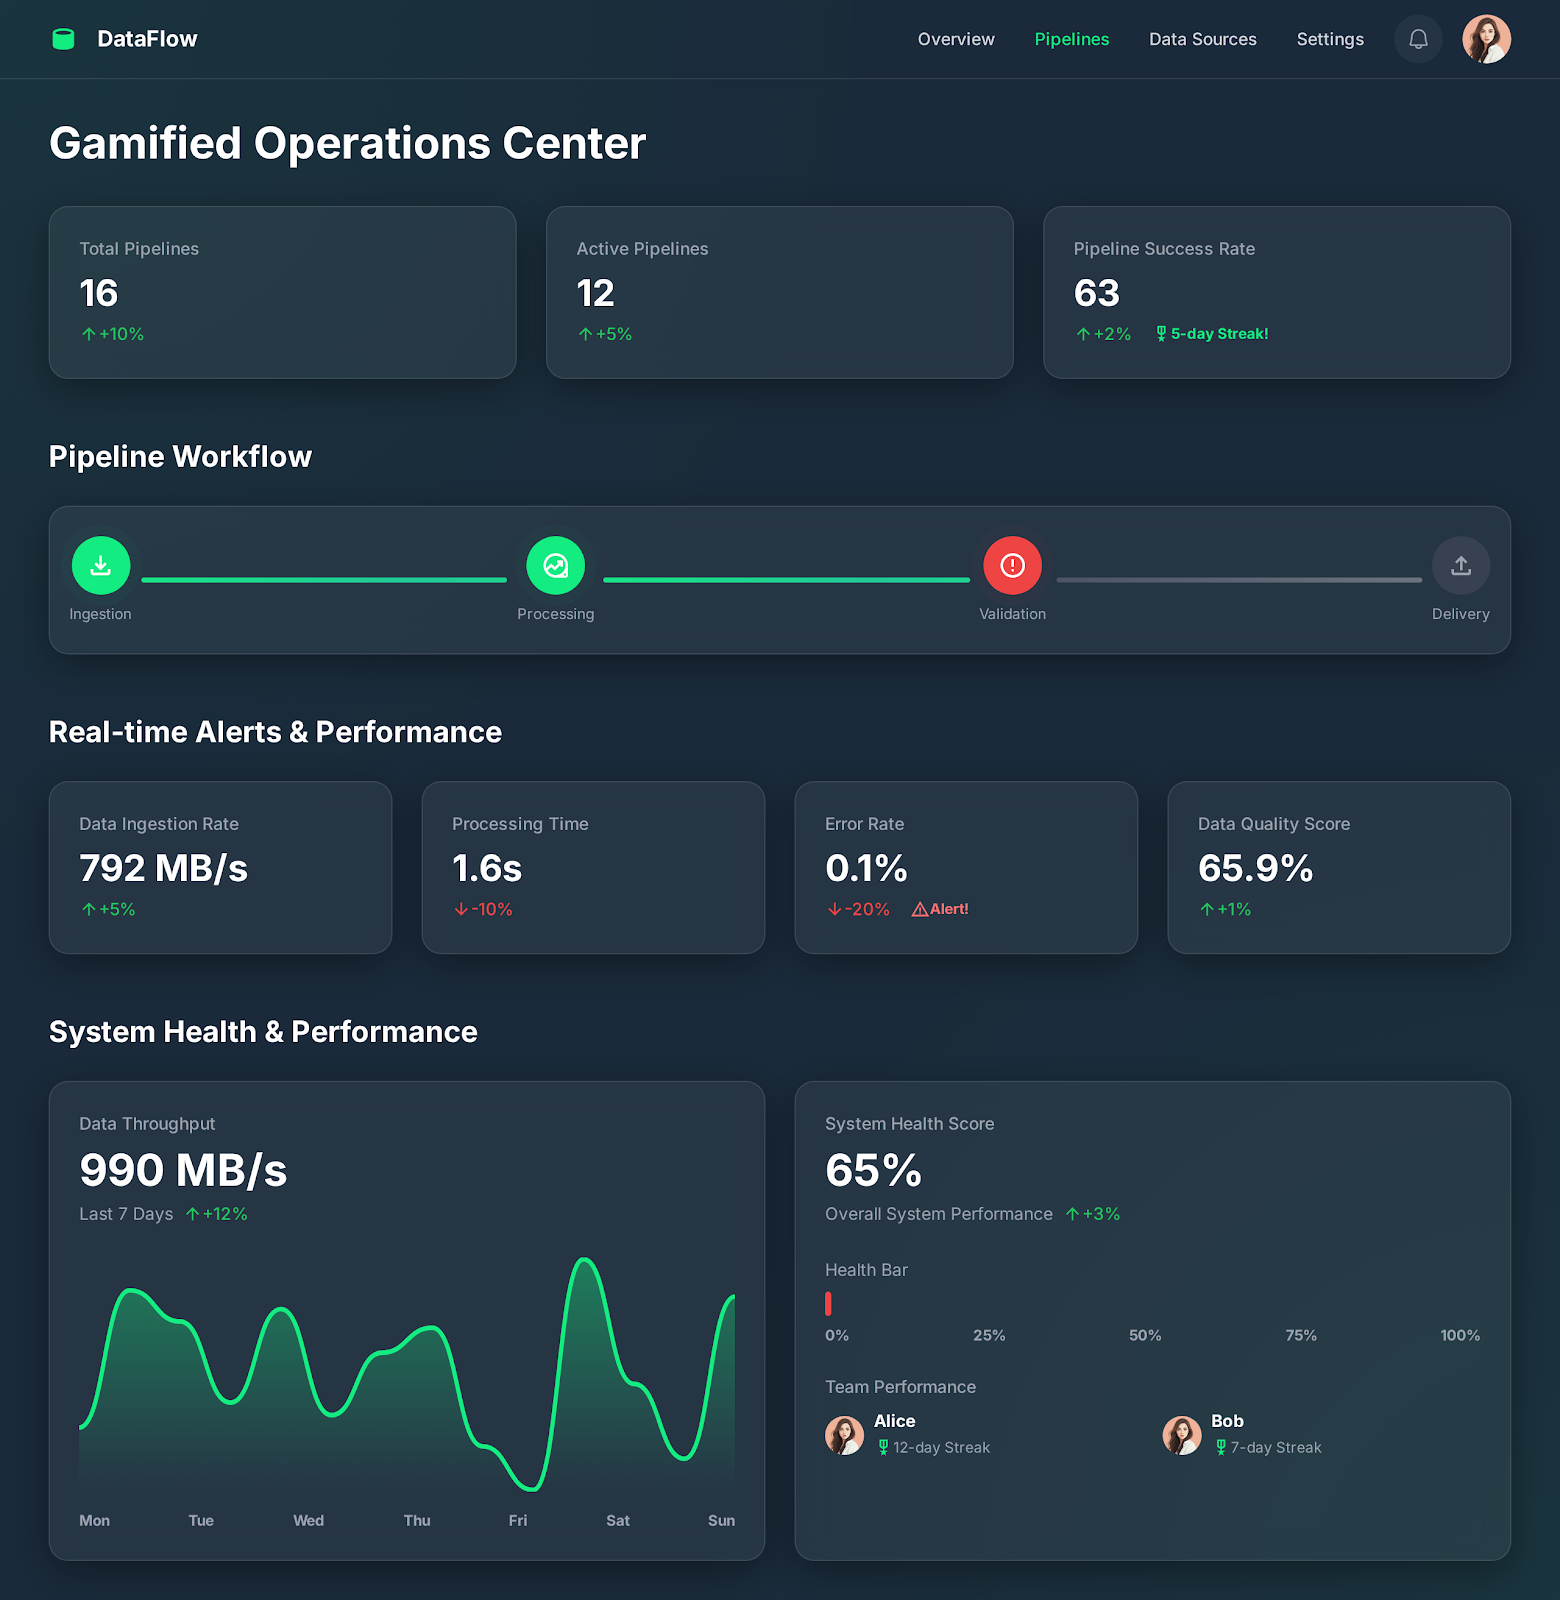 DataFlow
Overview
Pipelines
Data Sources
Settings
Gamified Operations Center
Total Pipelines
16
+10%
Active Pipelines
12
+5%
Pipeline Success Rate
63
+2% 5-day Streak!
Pipeline Workflow
Ingestion
Processing
Validation
Delivery
Real-time Alerts & Performance
Data Ingestion Rate
792 MB/s
+5%
Processing Time
1.6s
-10%
Error Rate
0.1%
-20% Alert!
Data Quality Score
65.9%
+1%
System Health & Performance
Data Throughput
990 MB/s
Last 7 Days +12%
Mon Tue Wed Thu Fri Sat Sun
System Health Score
65%
Overall System Performance +3%
Health Bar
0% 25% 50% 75% 100%
Team Performance
Alice
12-day Streak
Bob
7-day Streak